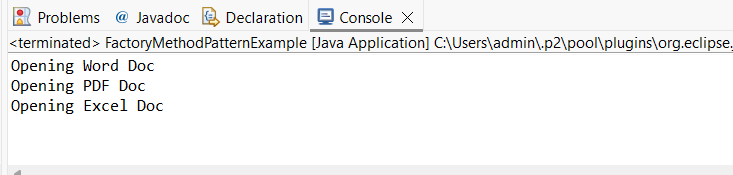 Problems @ Javadoc Declaration Console
<terminated> FactoryMethodPatternExample [Java Application] C:\Users\admin\.p2\pool\plugins\org.eclipse.
Opening Word Doc
Opening PDF Doc
Opening Excel Doc